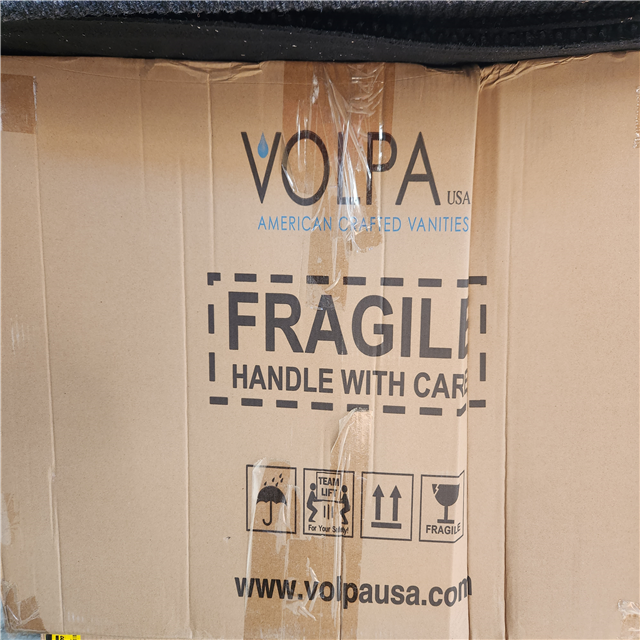 VOLPA USA
AMERICAN CRAFTED VANITIES
FRAGILE
HANDLE WITH CARE
TEAM LIFT
For Your Safety!
FRAGILE
www.volpausa.com